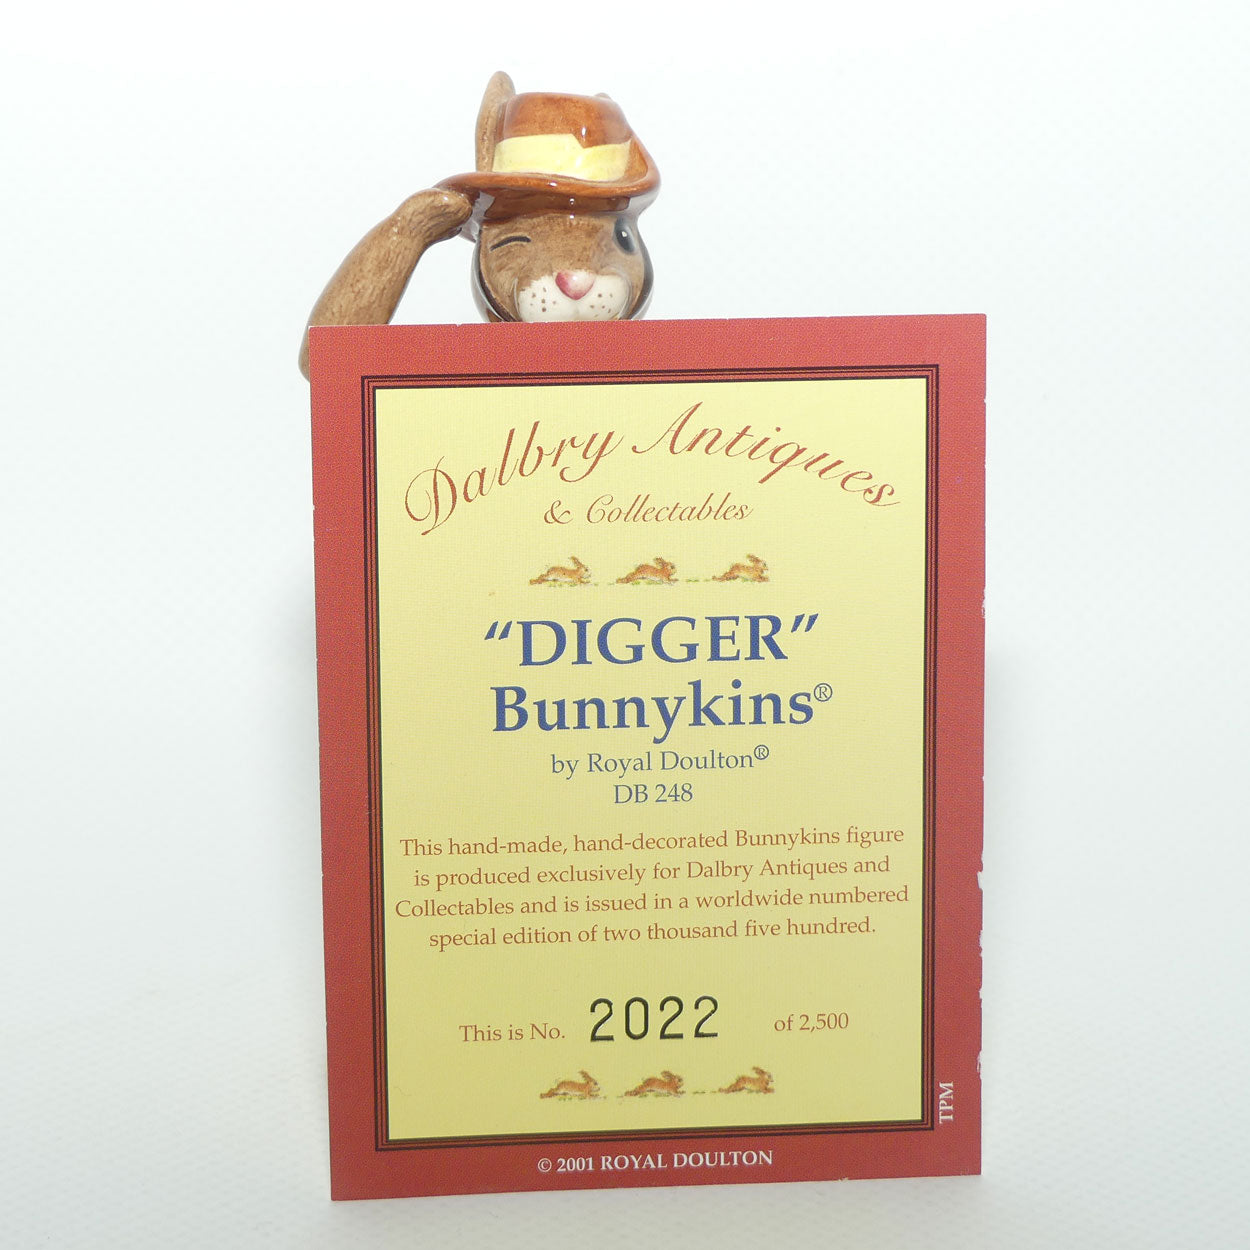 Dalbry Antiques
& Collectables
“DIGGER”
Bunnykins®
by Royal Doulton®
DB 248
This hand-made, hand-decorated Bunnykins figure
is produced exclusively for Dalbry Antiques and
Collectables and is issued in a worldwide numbered
special edition of two thousand five hundred.
This is No. 2022 of 2,500
TPM
© 2001 ROYAL DOULTON